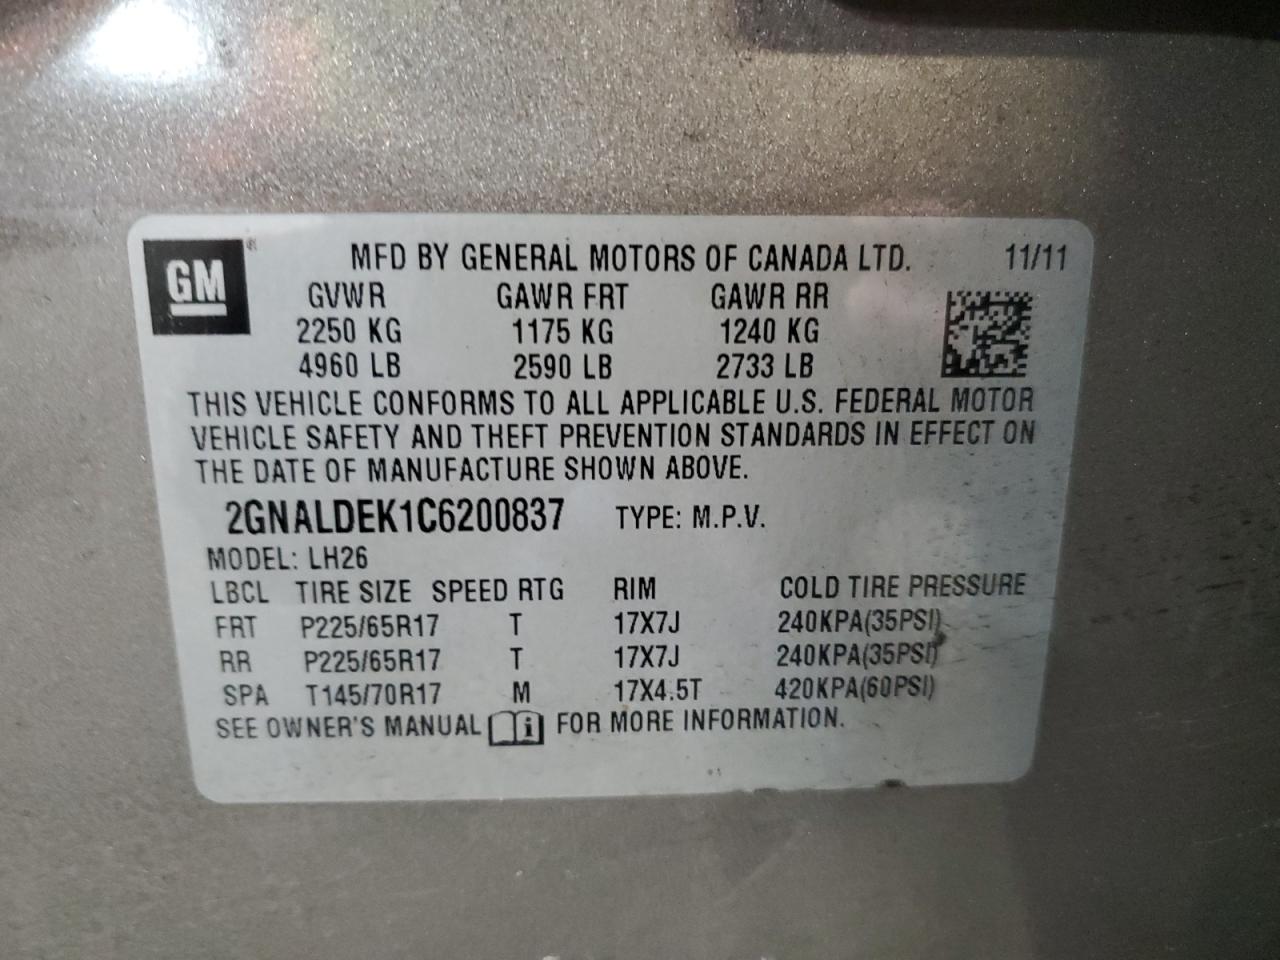 GM ® MFD BY GENERAL MOTORS OF CANADA LTD. 11/11
GVWR GAWR FRT GAWR RR
2250 KG 1175 KG 1240 KG
4960 LB 2590 LB 2733 LB
THIS VEHICLE CONFORMS TO ALL APPLICABLE U.S. FEDERAL MOTOR
VEHICLE SAFETY AND THEFT PREVENTION STANDARDS IN EFFECT ON
THE DATE OF MANUFACTURE SHOWN ABOVE.
2GNALDEK1C6200837 TYPE: M.P.V.
MODEL: LH26
LBCL TIRE SIZE SPEED RTG RIM COLD TIRE PRESSURE
FRT P225/65R17 T 17X7J 240KPA(35PSI)
RR P225/65R17 T 17X7J 240KPA(35PSI)
SPA T145/70R17 M 17X4.5T 420KPA(60PSI)
SEE OWNER'S MANUAL i FOR MORE INFORMATION.